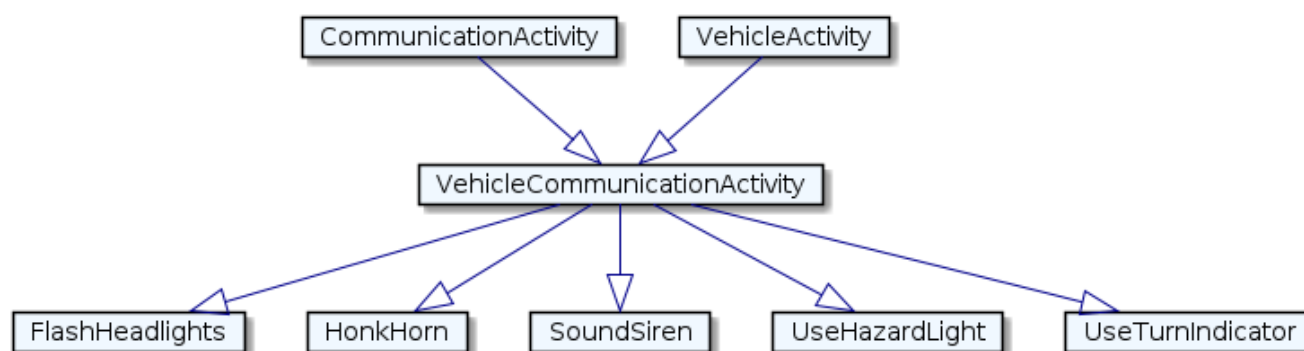 CommunicationActivity
VehicleActivity
VehicleCommunicationActivity
FlashHeadlights
HonkHorn
SoundSiren
UseHazardLight
UseTurnIndicator